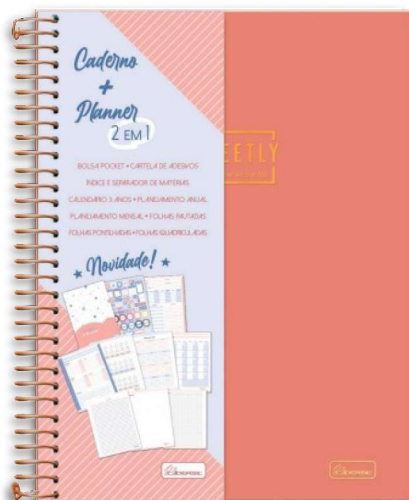 Caderno
+
Planner
2 EM 1
BOLSA POCKET • CARTELA DE ADESIVOS
ÍNDICE E SEPARADOR DE MATÉRIAS
CALENDÁRIO 3 ANOS • PLANEJAMENTO ANUAL
PLANEJAMENTO MENSAL • FOLHAS PAUTADAS
FOLHAS PONTILHADAS • FOLHAS QUADRICULADAS
Novidade!
EETLY